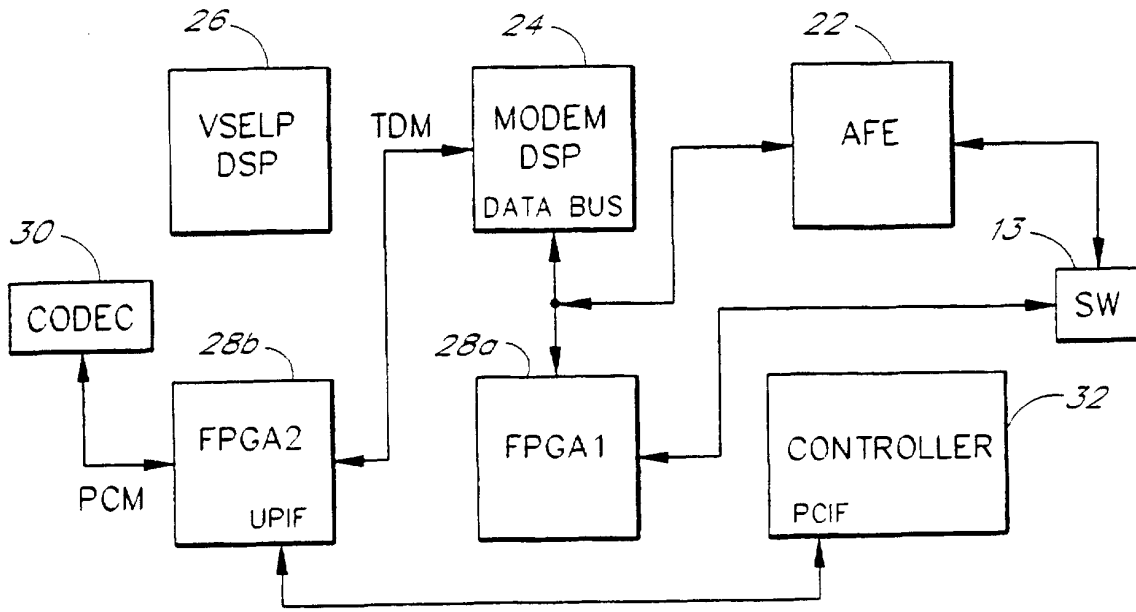 26
24
22
VSELP
DSP
TDM
MODEM
DSP
DATA BUS
AFE
30
13
CODEC
SW
28b
28a
32
FPGA2
FPGA1
CONTROLLER
PCM
UPIF
PCIF